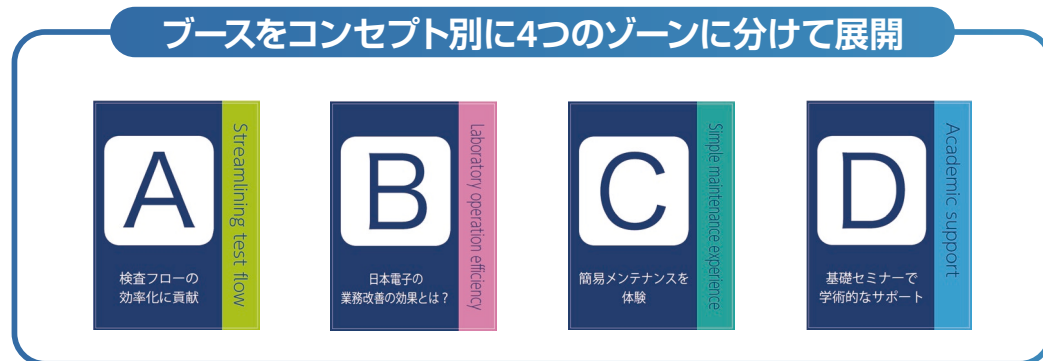 ブースをコンセプト別に4つのゾーンに分けて展開
A
Streamlining test flow
検査フローの
効率化に貢献
B
Laboratory operation efficiency
日本電子の
業務改善の効果とは？
C
Simple maintenance experience
簡易メンテナンスを
体験
D
Academic support
基礎セミナーで
学術的なサポート